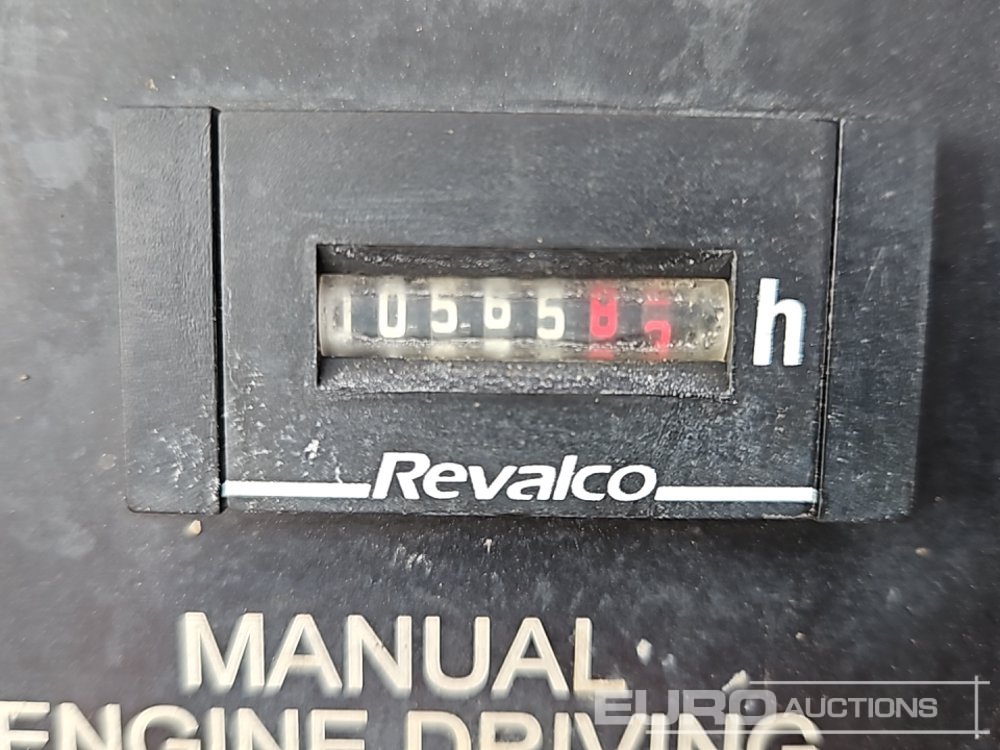 105658 h
Revalco
MANUAL
ENGINE DRIVING
EURO AUCTIONS